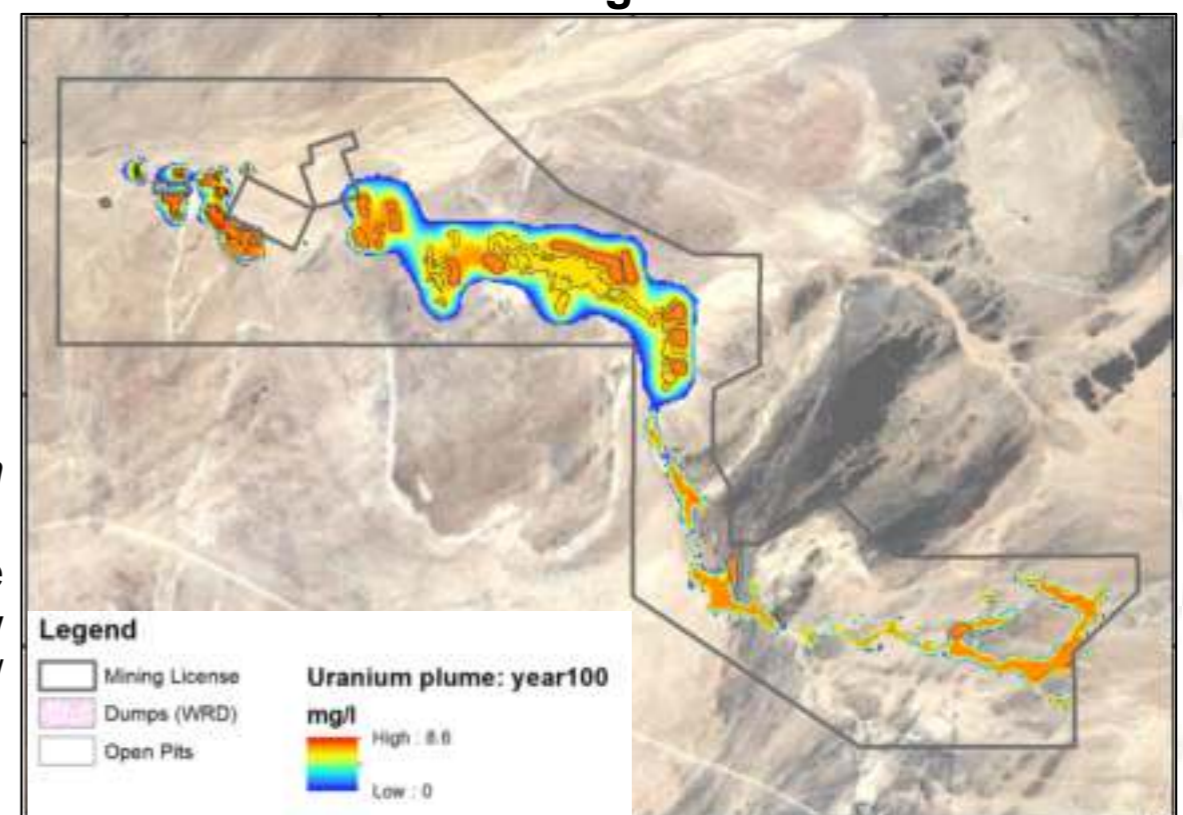 g
Legend
Mining License
Dumps (WRD)
Open Pits
Uranium plume: year100
mg/l
High : 8.6
Low : 0